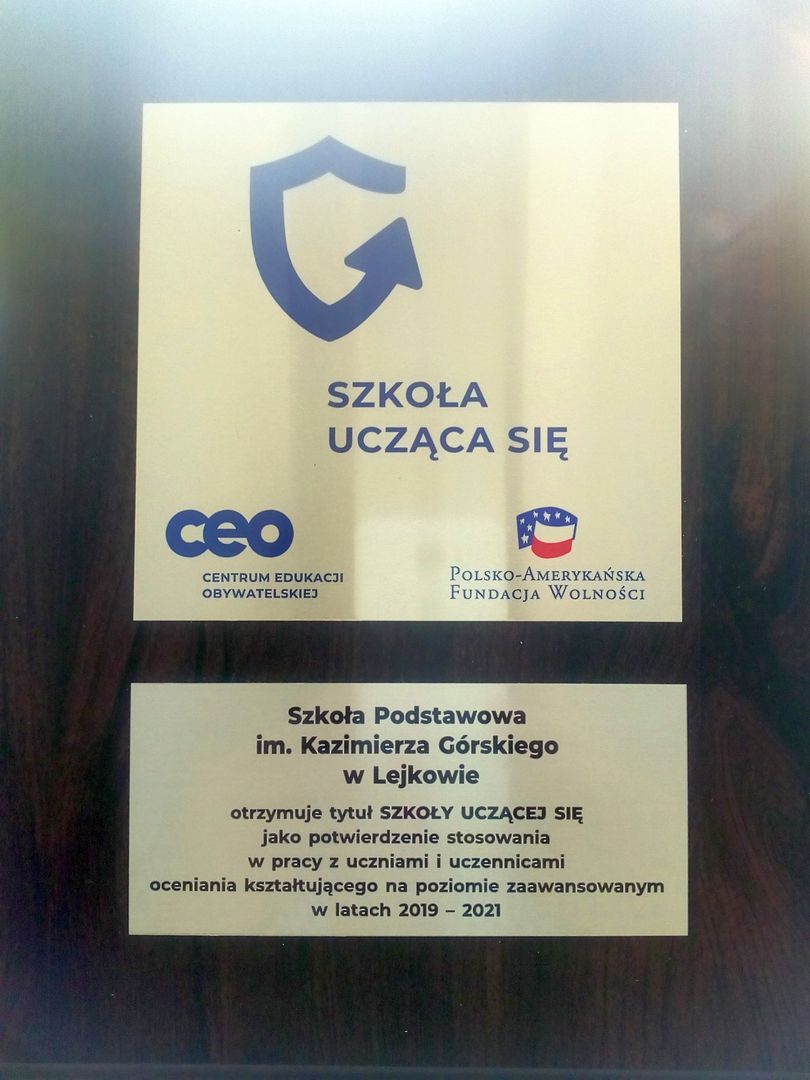 SZKOŁA
UCZĄCA SIĘ
ceo
CENTRUM EDUKACJI
OBYWATELSKIEJ
POLSKO-AMERYKAŃSKA
FUNDACJA WOLNOŚCI
Szkoła Podstawowa
im. Kazimierza Górskiego
w Lejkowie
otrzymuje tytuł SZKOŁY UCZĄCEJ SIĘ
jako potwierdzenie stosowania
w pracy z uczniami i uczennicami
oceniania kształtującego na poziomie zaawansowanym
w latach 2019 – 2021